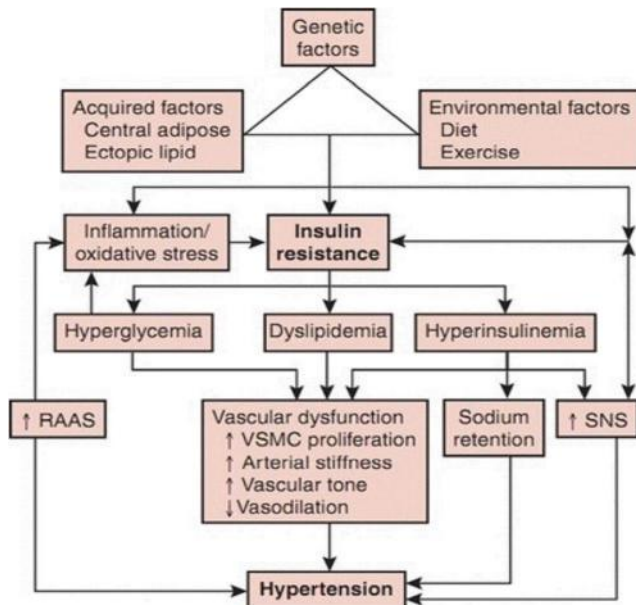 Genetic
factors
Acquired factors
Central adipose
Ectopic lipid
Environmental factors
Diet
Exercise
Inflammation/
oxidative stress
Insulin
resistance
Hyperglycemia
Dyslipidemia
Hyperinsulinemia
↑ RAAS
Vascular dysfunction
↑ VSMC proliferation
↑ Arterial stiffness
↑ Vascular tone
↓ Vasodilation
Sodium
retention
↑ SNS
Hypertension